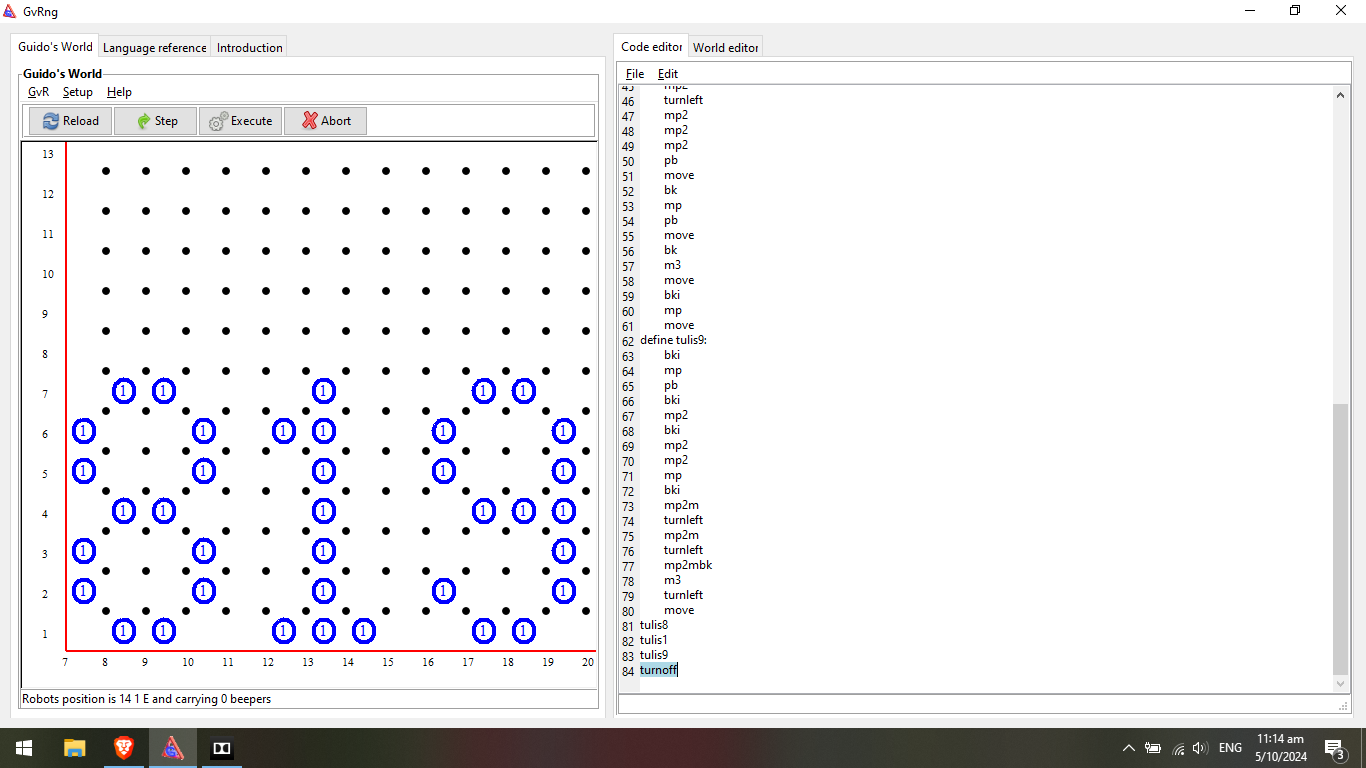 GvRng
Guido's World Language reference Introduction
Guido's World
GvR Setup Help
Reload Step Execute Abort
13
12
11
10
9
8
7 1 1 1 1 1
6 1 1 1 1 1 1
5 1 1 1 1 1
4 1 1 1 1 1 1
3 1 1 1 1
2 1 1 1 1 1
1 1 1 1 1 1 1 1
7 8 9 10 11 12 13 14 15 16 17 18 19 20
Robots position is 14 1 E and carrying 0 beepers
Code editor World editor
File Edit
45 mp2
46 turnleft
47 mp2
48 mp2
49 mp2
50 pb
51 move
52 bk
53 mp
54 pb
55 move
56 bk
57 m3
58 move
59 bki
60 mp
61 move
62 define tulis9:
63 bki
64 mp
65 pb
66 bki
67 mp2
68 bki
69 mp2
70 mp2
71 mp
72 bki
73 mp2m
74 turnleft
75 mp2m
76 turnleft
77 mp2mbk
78 m3
79 turnleft
80 move
81 tulis8
82 tulis1
83 tulis9
84 turnoff
ENG
11:14 am
5/10/2024
3